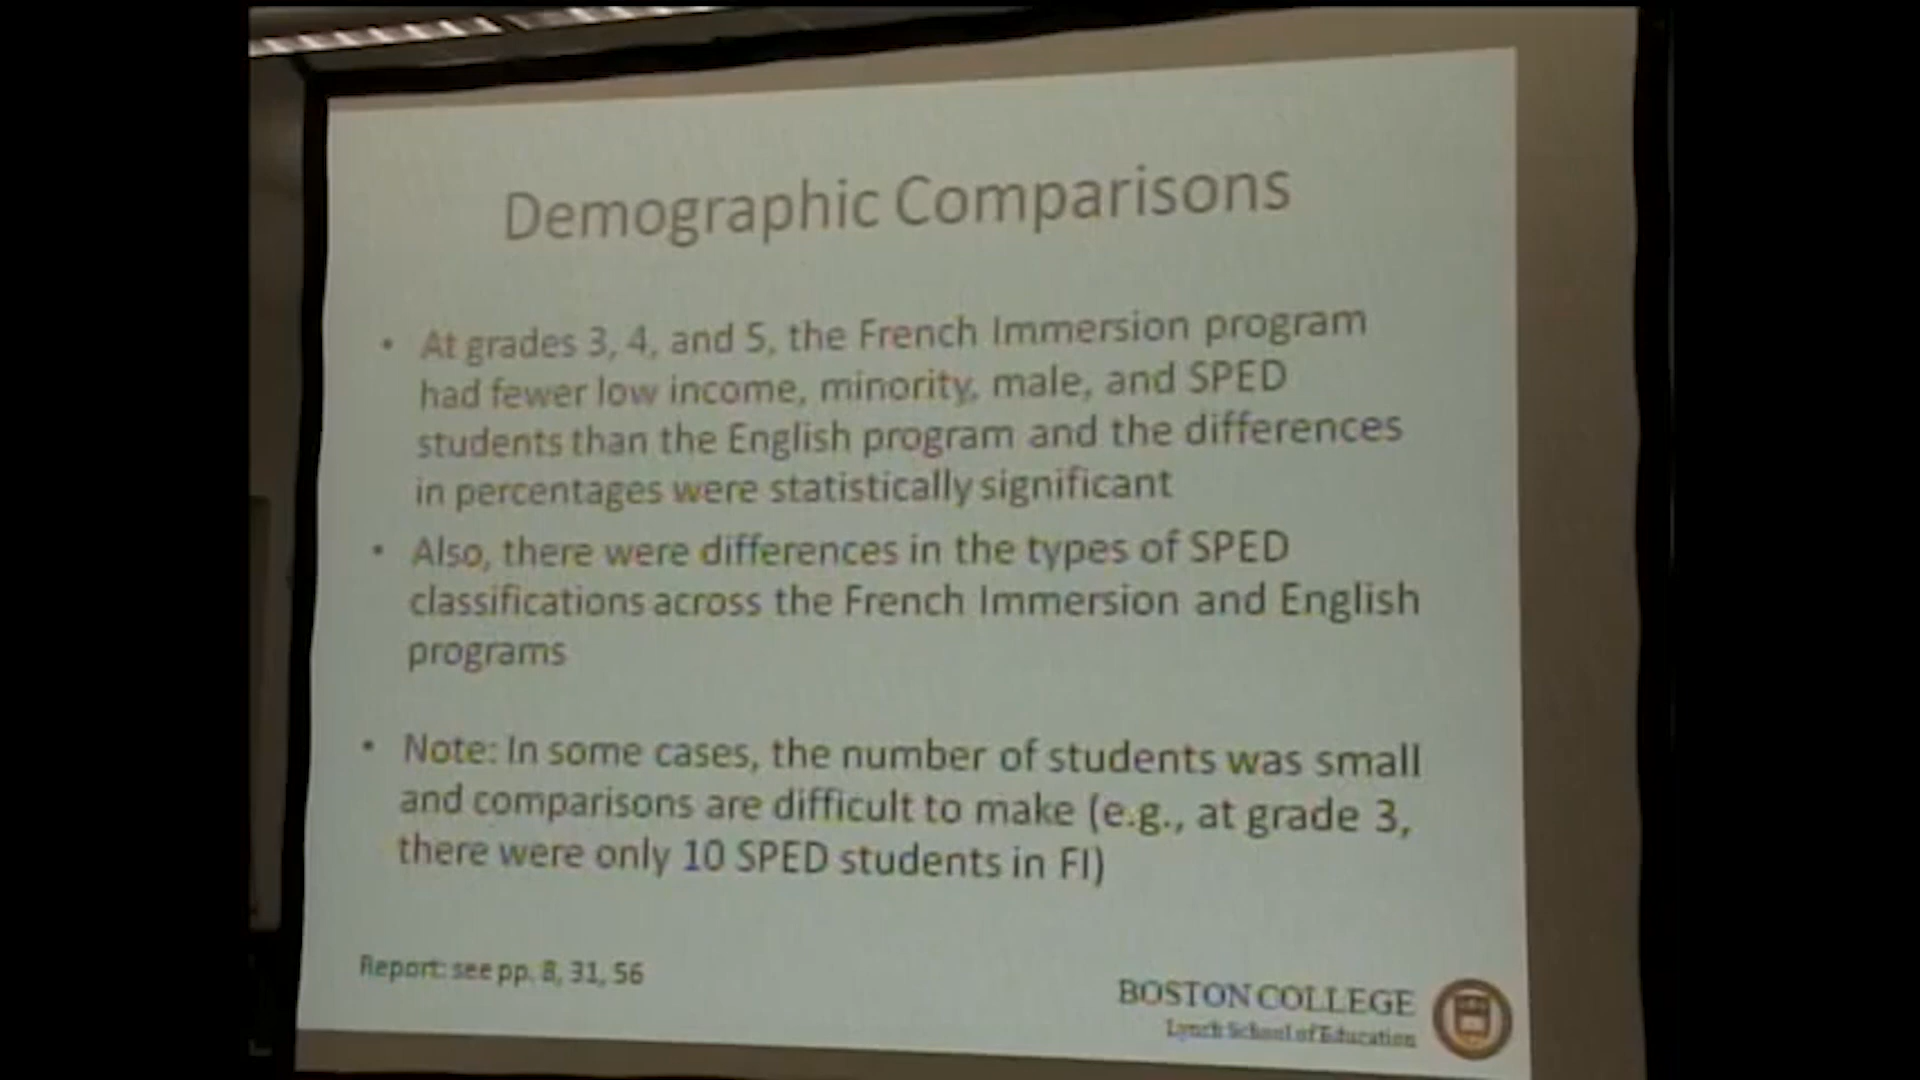 Demographic Comparisons
• At grades 3, 4, and 5, the French Immersion program
had fewer low income, minority, male, and SPED
students than the English program and the differences
in percentages were statistically significant
• Also, there were differences in the types of SPED
classifications across the French Immersion and English
programs
• Note: In some cases, the number of students was small
and comparisons are difficult to make (e.g., at grade 3,
there were only 10 SPED students in FI)
Report: see pp. 8, 31, 56
BOSTON COLLEGE
Lynch School of Education